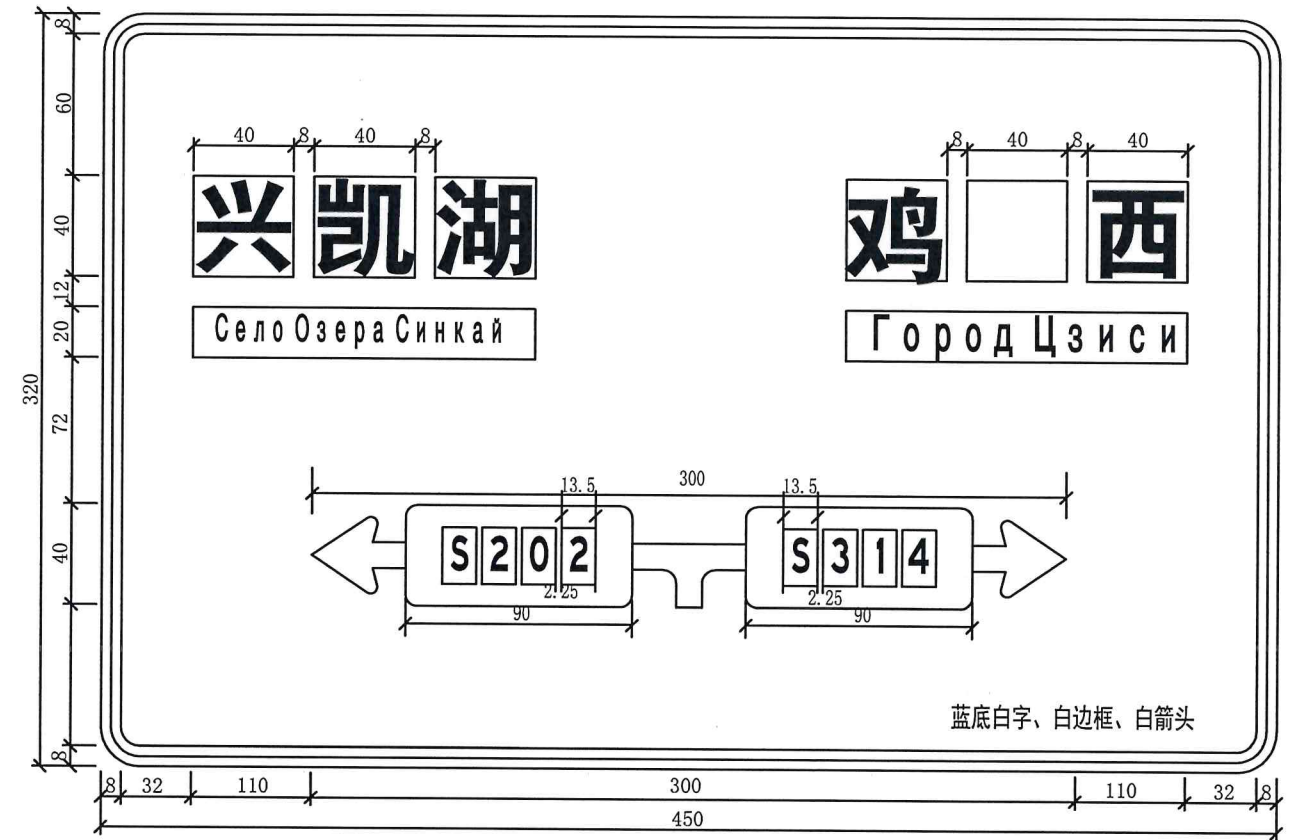 8
60
40
12
20
72
40
8
320
40 8 40 8
8 40 8 40
兴凯湖
鸡西
Село Озера Синкай
Город Цзиси
300
13.5
13.5
S202
S314
2.25
2.25
90
90
蓝底白字、白边框、白箭头
8 32 110 300 110 32 8
450